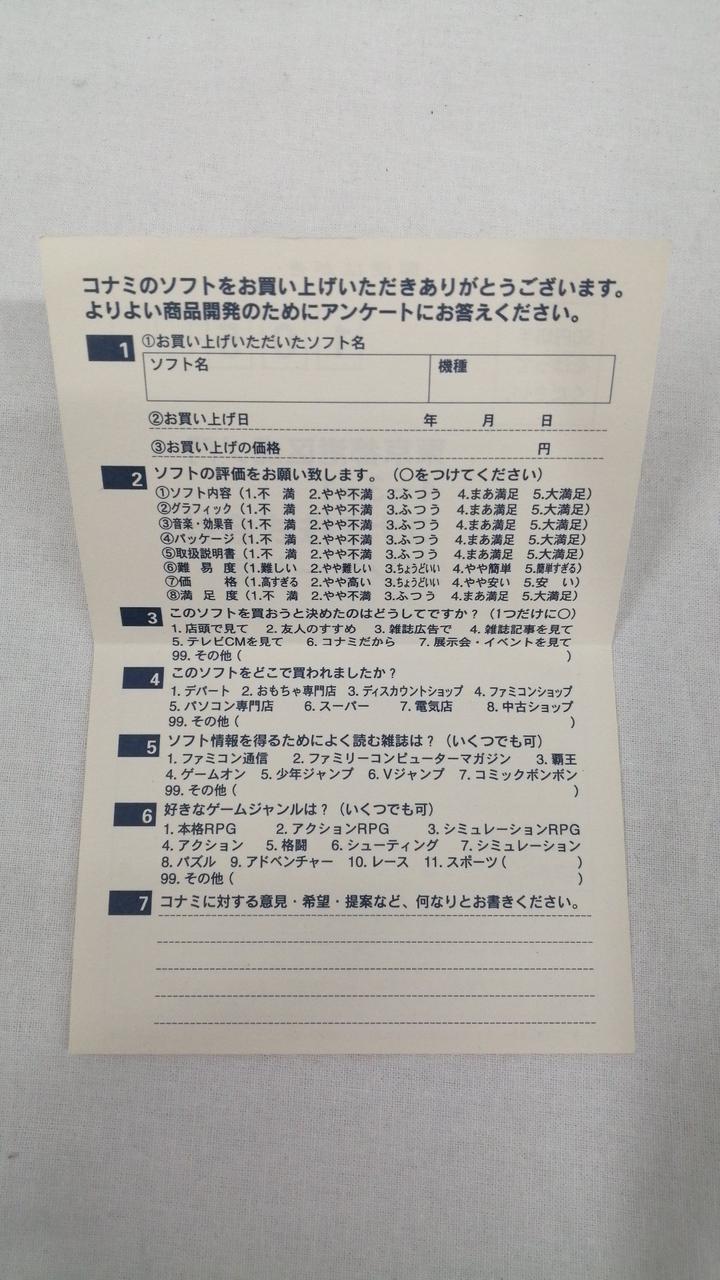 コナミのソフトをお買い上げいただきありがとうございます。
よりよい商品開発のためにアンケートにお答えください。
1 ①お買い上げいただいたソフト名
ソフト名 機種
②お買い上げ日 年 月 日
③お買い上げの価格 円
2 ソフトの評価をお願い致します。（○をつけてください）
①ソフト内容（1.不 満 2.やや不満 3.ふつう 4.まあ満足 5.大満足）
②グラフィック（1.不 満 2.やや不満 3.ふつう 4.まあ満足 5.大満足）
③音楽・効果音（1.不 満 2.やや不満 3.ふつう 4.まあ満足 5.大満足）
④パッケージ（1.不 満 2.やや不満 3.ふつう 4.まあ満足 5.大満足）
⑤取扱説明書（1.不 満 2.やや不満 3.ふつう 4.まあ満足 5.大満足）
⑥難 易 度（1.難しい 2.やや難しい 3.ちょうどいい 4.やや簡単 5.簡単すぎる）
⑦価 格（1.高すぎる 2.やや高い 3.ちょうどいい 4.やや安い 5.安 い）
⑧満 足 度（1.不 満 2.やや不満 3.ふつう 4.まあ満足 5.大満足）
3 このソフトを買おうと決めたのはどうしてですか？（1つだけに○）
1. 店頭で見て 2. 友人のすすめ 3. 雑誌広告で 4. 雑誌記事を見て
5. テレビCMを見て 6. コナミだから 7. 展示会・イベントを見て
99. その他（ ）
4 このソフトをどこで買われましたか？
1. デパート 2. おもちゃ専門店 3. ディスカウントショップ 4. ファミコンショップ
5. パソコン専門店 6. スーパー 7. 電気店 8. 中古ショップ
99. その他（ ）
5 ソフト情報を得るためによく読む雑誌は？（いくつでも可）
1. ファミコン通信 2. ファミリーコンピューターマガジン 3. 覇王
4. ゲームオン 5. 少年ジャンプ 6. Vジャンプ 7. コミックボンボン
99. その他（ ）
6 好きなゲームジャンルは？（いくつでも可）
1. 本格RPG 2. アクションRPG 3. シミュレーションRPG
4. アクション 5. 格闘 6. シューティング 7. シミュレーション
8. パズル 9. アドベンチャー 10. レース 11. スポーツ（ ）
99. その他（ ）
7 コナミに対する意見・希望・提案など、何なりとお書きください。